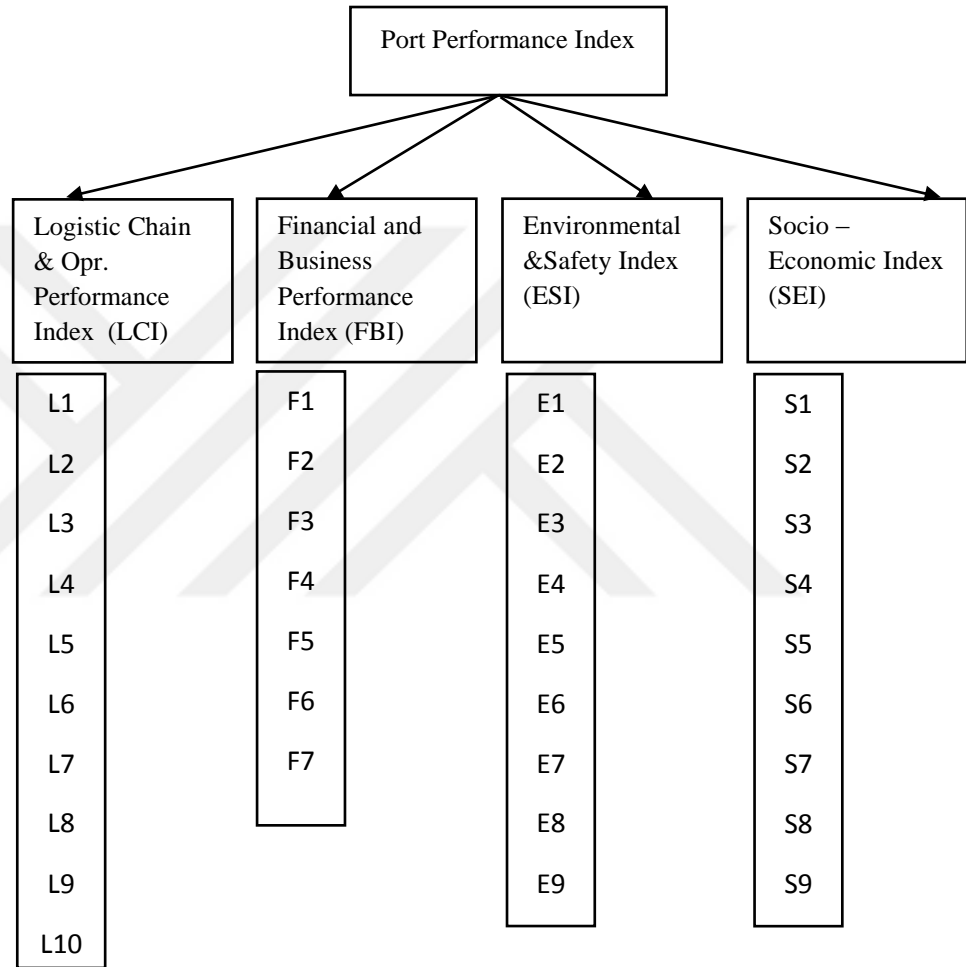 Port Performance Index
Logistic Chain
& Opr.
Performance
Index (LCI)
Financial and
Business
Performance
Index (FBI)
Environmental
&Safety Index
(ESI)
Socio –
Economic Index
(SEI)
L1
L2
L3
L4
L5
L6
L7
L8
L9
L10
F1
F2
F3
F4
F5
F6
F7
E1
E2
E3
E4
E5
E6
E7
E8
E9
S1
S2
S3
S4
S5
S6
S7
S8
S9